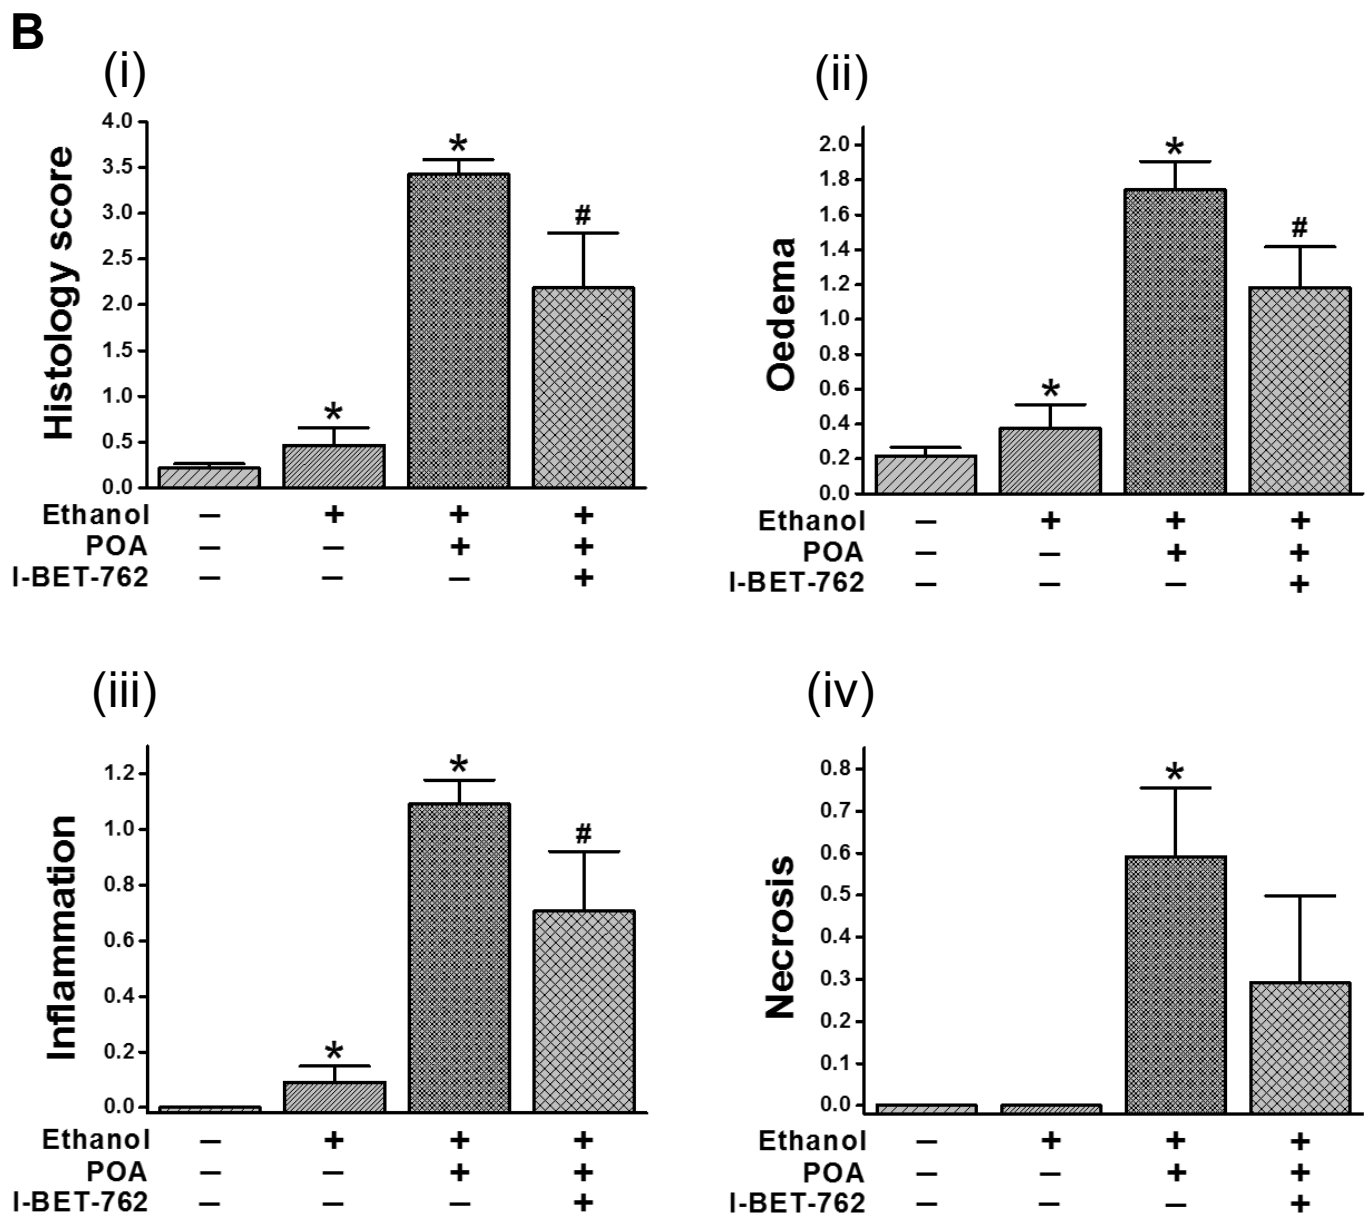 B
(i)
Histology score
4.0
3.5
3.0
2.5
2.0
1.5
1.0
0.5
0.0
*
*
#
Ethanol – + + +
POA – – + +
I-BET-762 – – – +
(ii)
Oedema
2.0
1.8
1.6
1.4
1.2
1.0
0.8
0.6
0.4
0.2
0.0
*
*
#
Ethanol – + + +
POA – – + +
I-BET-762 – – – +
(iii)
Inflammation
1.2
1.0
0.8
0.6
0.4
0.2
0.0
*
*
#
Ethanol – + + +
POA – – + +
I-BET-762 – – – +
(iv)
Necrosis
0.8
0.7
0.6
0.5
0.4
0.3
0.2
0.1
0.0
*
Ethanol – + + +
POA – – + +
I-BET-762 – – – +